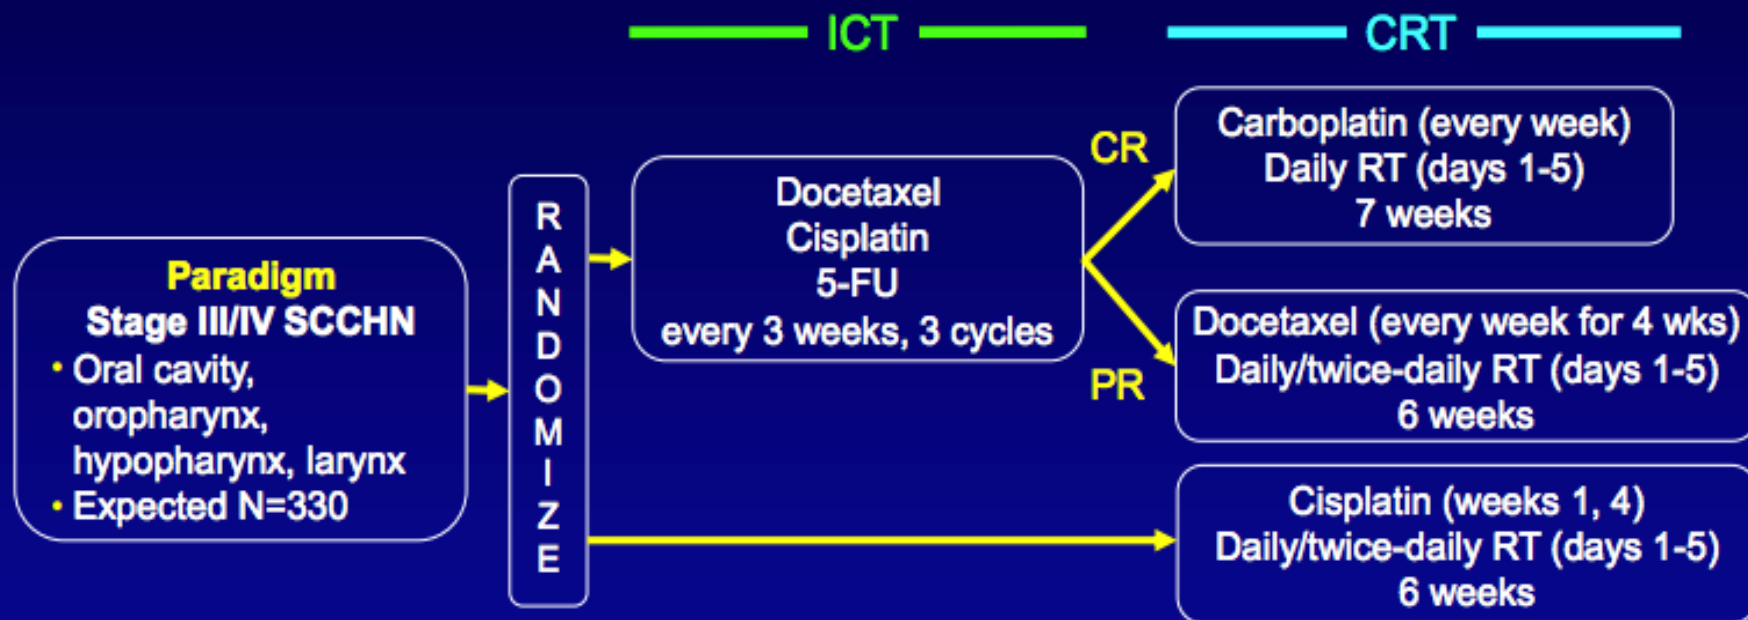 ICT
CRT
Paradigm
Stage III/IV SCCHN
• Oral cavity,
oropharynx,
hypopharynx, larynx
• Expected N=330
R
A
N
D
O
M
I
Z
E
Docetaxel
Cisplatin
5-FU
every 3 weeks, 3 cycles
CR
PR
Carboplatin (every week)
Daily RT (days 1-5)
7 weeks
Docetaxel (every week for 4 wks)
Daily/twice-daily RT (days 1-5)
6 weeks
Cisplatin (weeks 1, 4)
Daily/twice-daily RT (days 1-5)
6 weeks